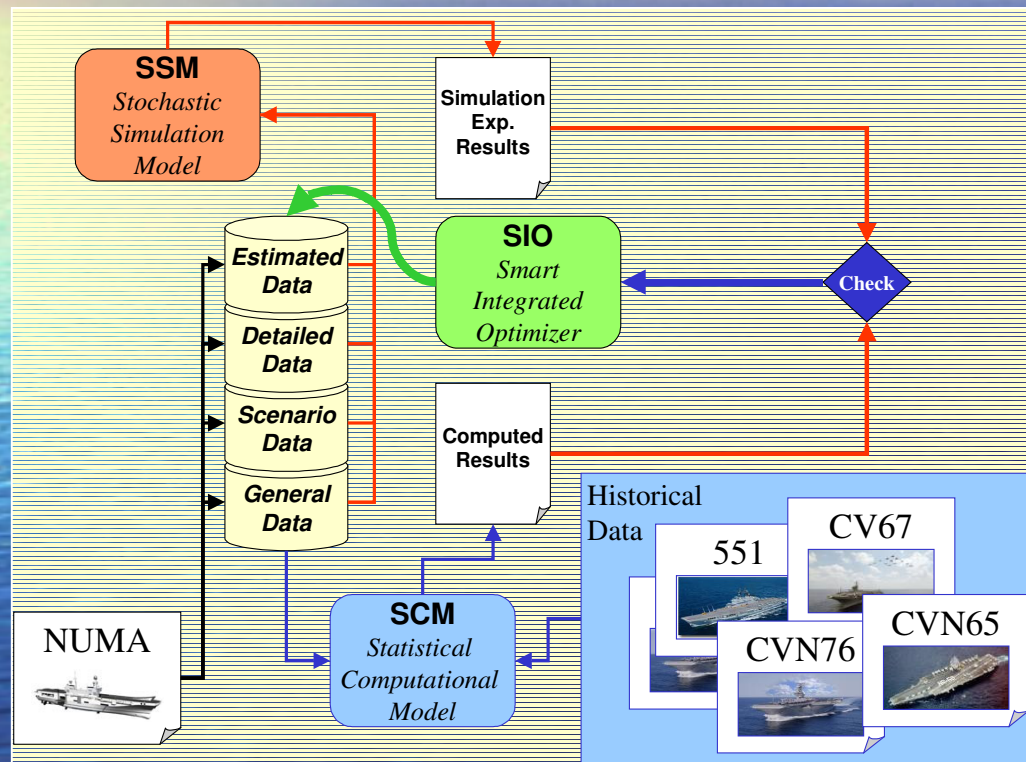 SSM
Stochastic
Simulation
Model
Simulation
Exp.
Results
SIO
Smart
Integrated
Optimizer
Check
Estimated
Data
Detailed
Data
Scenario
Data
General
Data
Computed
Results
NUMA
SCM
Statistical
Computational
Model
Historical
Data
551
CV67
CVN76
CVN65